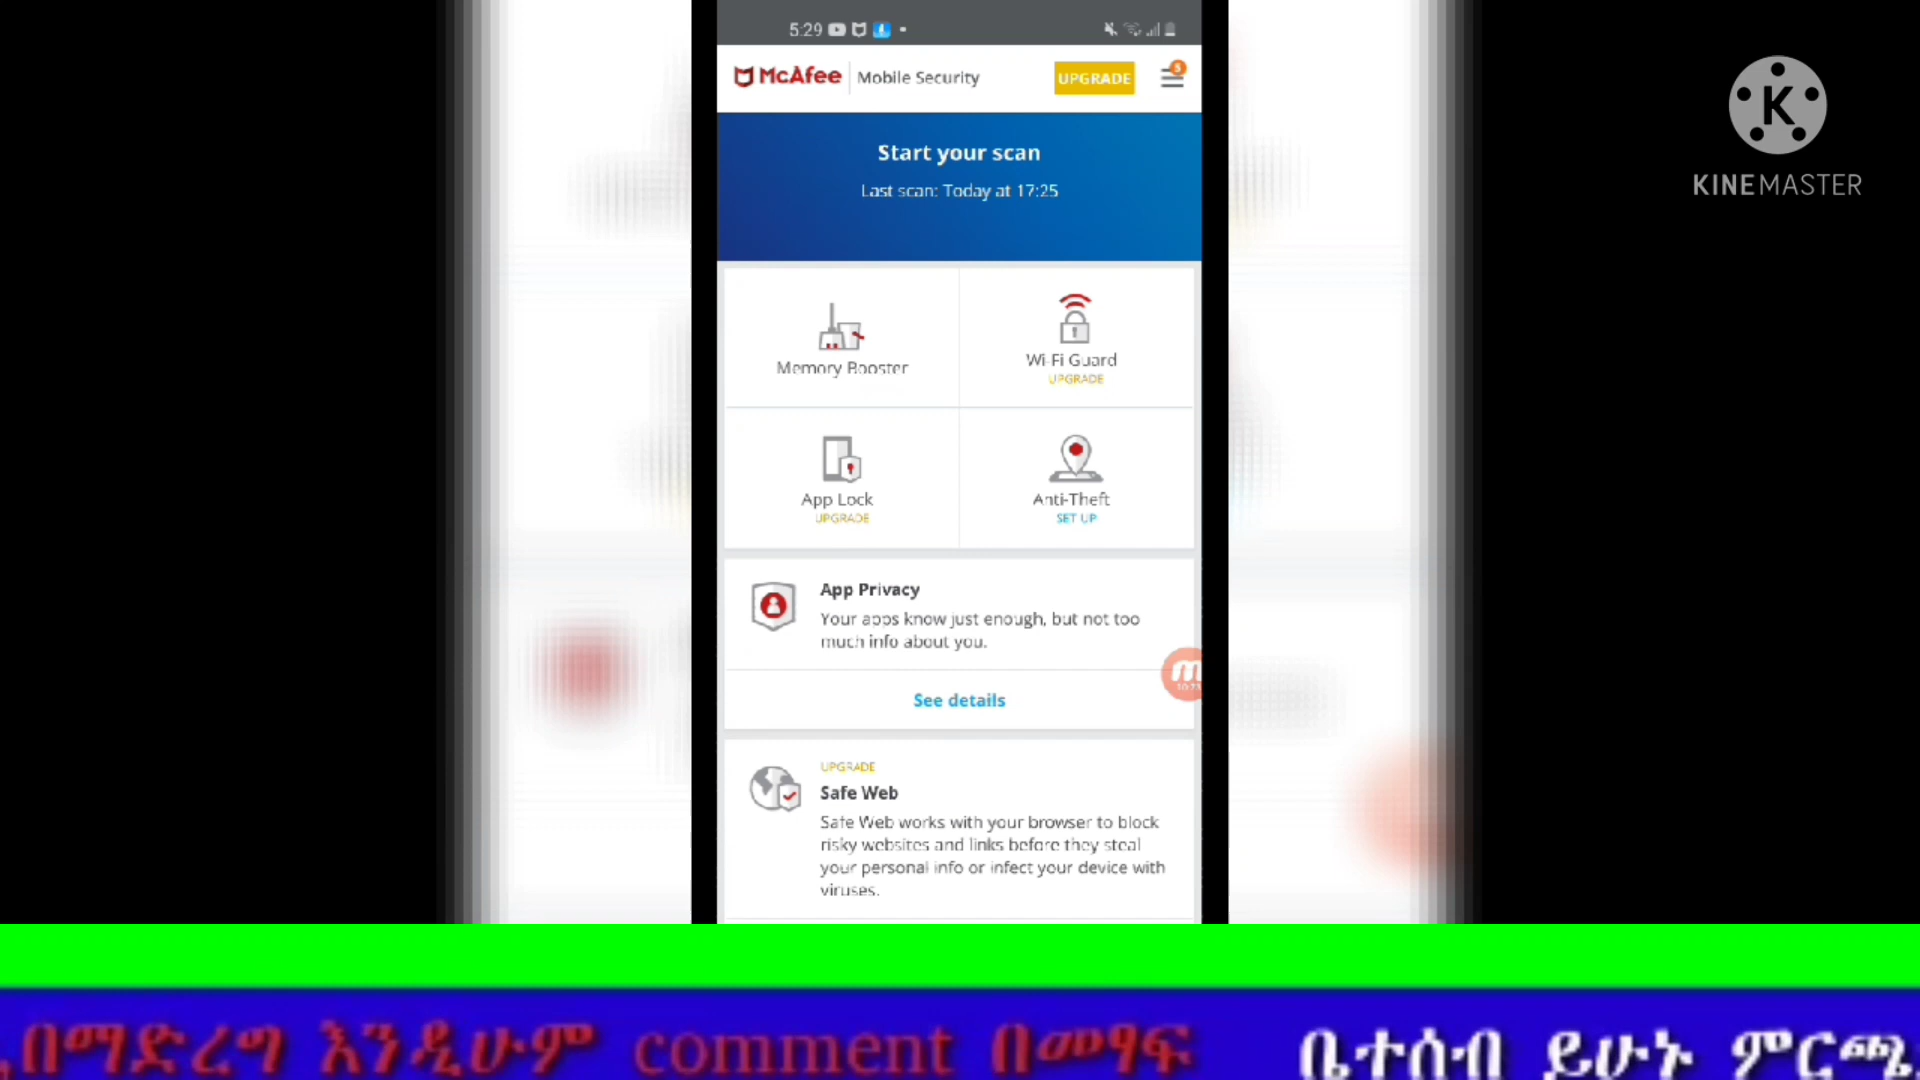 5:29
McAfee Mobile Security UPGRADE 5
K
KINEMASTER
Start your scan
Last scan: Today at 17:25
Memory Booster
Wi-Fi Guard
UPGRADE
App Lock
UPGRADE
Anti-Theft
SET UP
App Privacy
Your apps know just enough, but not too
much info about you.
See details
UPGRADE
Safe Web
Safe Web works with your browser to block
risky websites and links before they steal
your personal info or infect your device with
viruses.
በማድረግ እንዲሁም comment በመፃፍ ቤተሰብ ይሁኑ ምርጫ